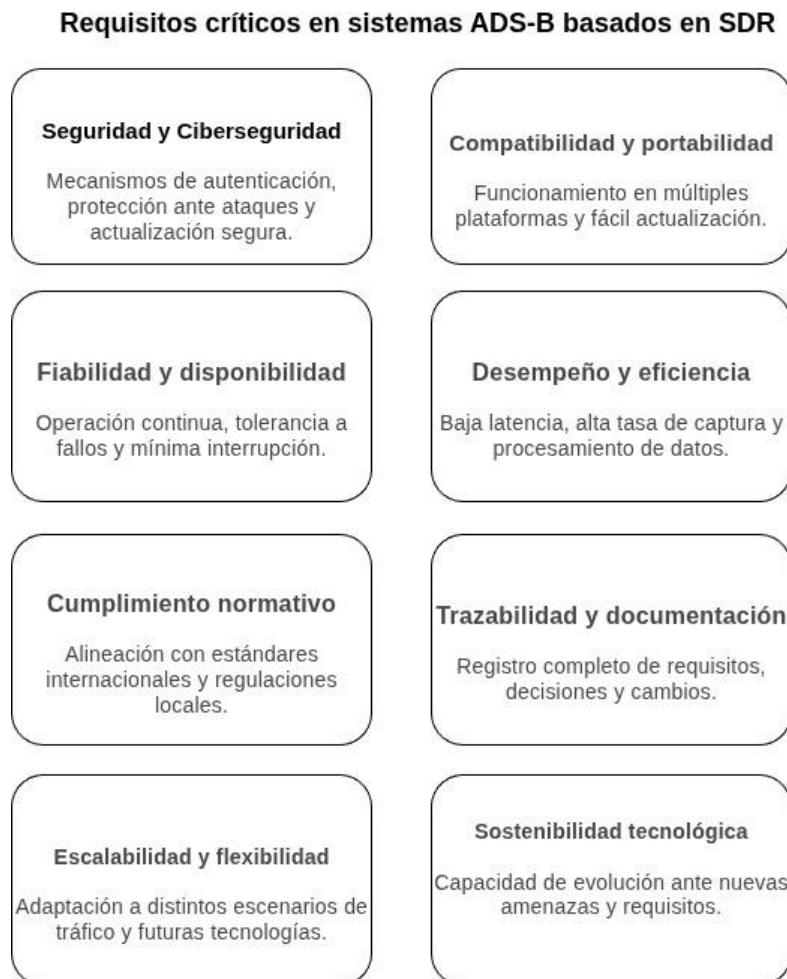 Requisitos críticos en sistemas ADS-B basados en SDR
Seguridad y Ciberseguridad
Mecanismos de autenticación,
protección ante ataques y
actualización segura.
Compatibilidad y portabilidad
Funcionamiento en múltiples
plataformas y fácil actualización.
Fiabilidad y disponibilidad
Operación continua, tolerancia a
fallos y mínima interrupción.
Desempeño y eficiencia
Baja latencia, alta tasa de captura y
procesamiento de datos.
Cumplimiento normativo
Alineación con estándares
internacionales y regulaciones
locales.
Trazabilidad y documentación
Registro completo de requisitos,
decisiones y cambios.
Escalabilidad y flexibilidad
Adaptación a distintos escenarios de
tráfico y futuras tecnologías.
Sostenibilidad tecnológica
Capacidad de evolución ante nuevas
amenazas y requisitos.